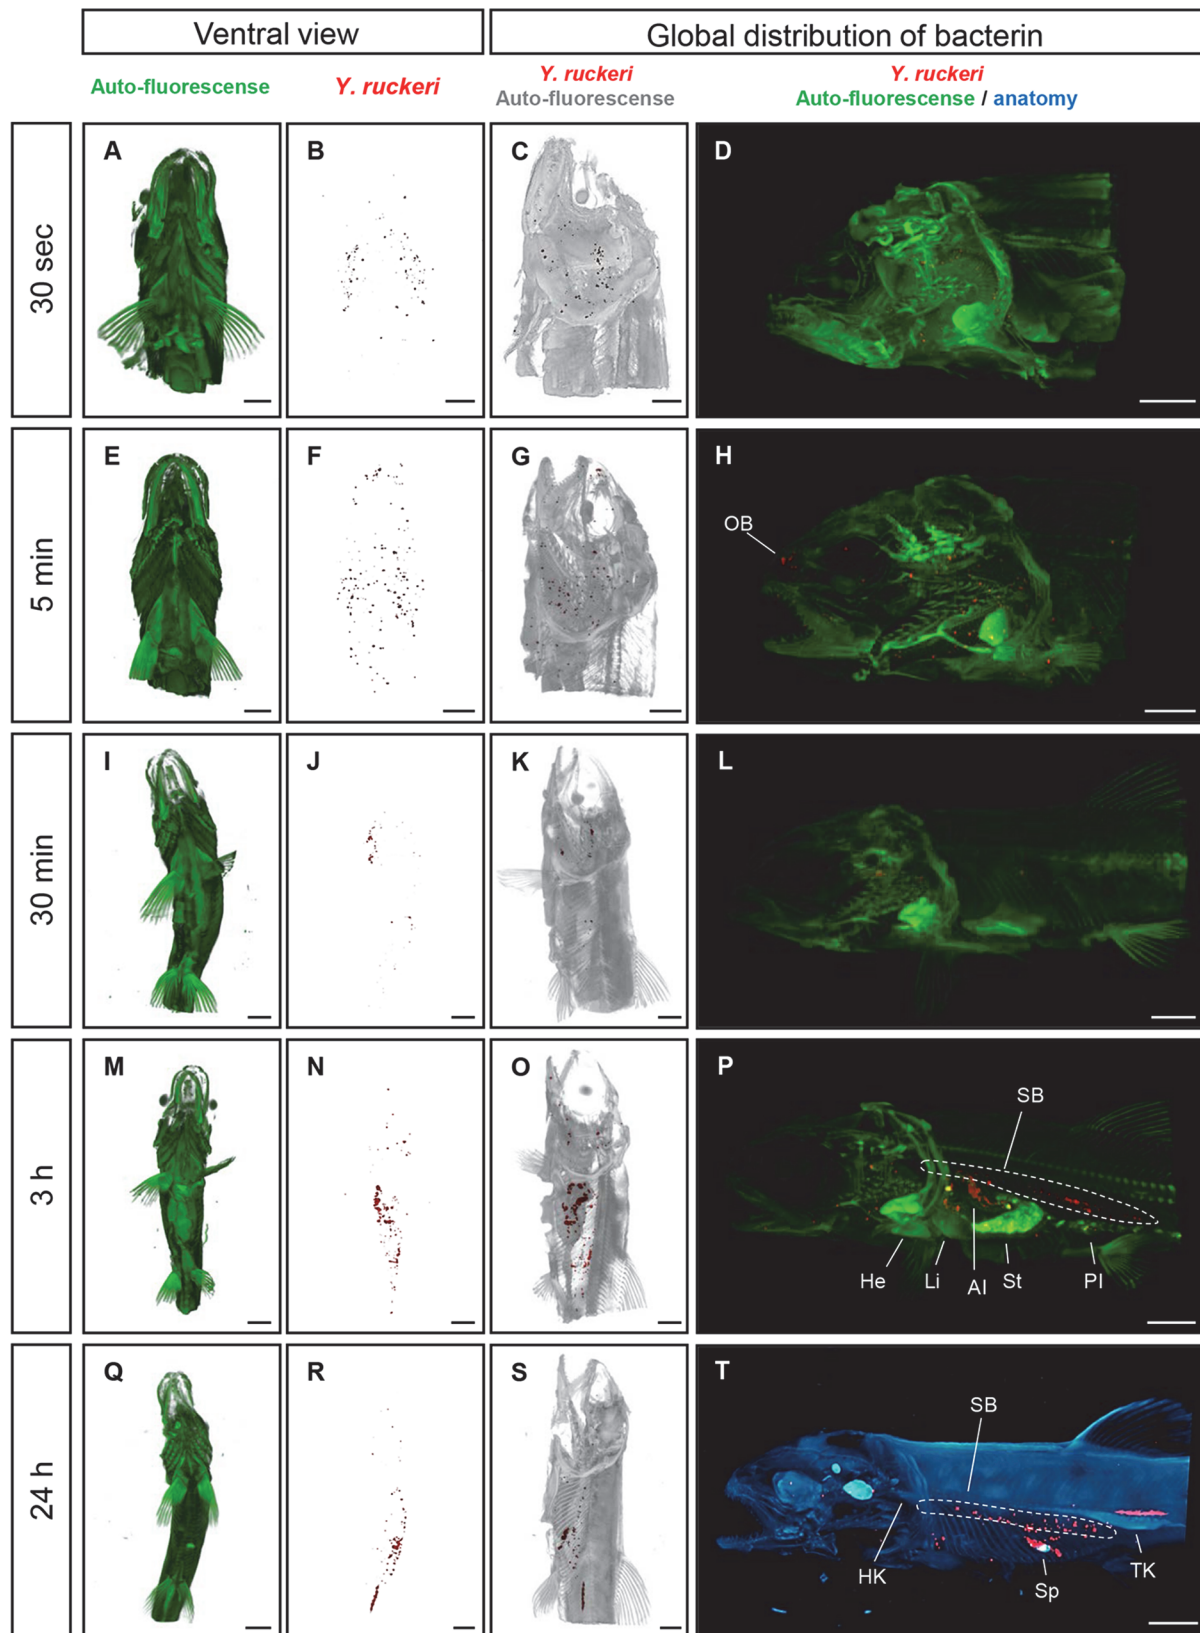 Ventral view
Global distribution of bacterin
Auto-fluorescense
Y. ruckeri
Y. ruckeri
Auto-fluorescense
Y. ruckeri
Auto-fluorescense / anatomy
30 sec
A
B
C
D
5 min
E
F
G
H
OB
30 min
I
J
K
L
3 h
M
N
O
P
SB
He
Li
AI
St
PI
24 h
Q
R
S
T
SB
HK
Sp
TK